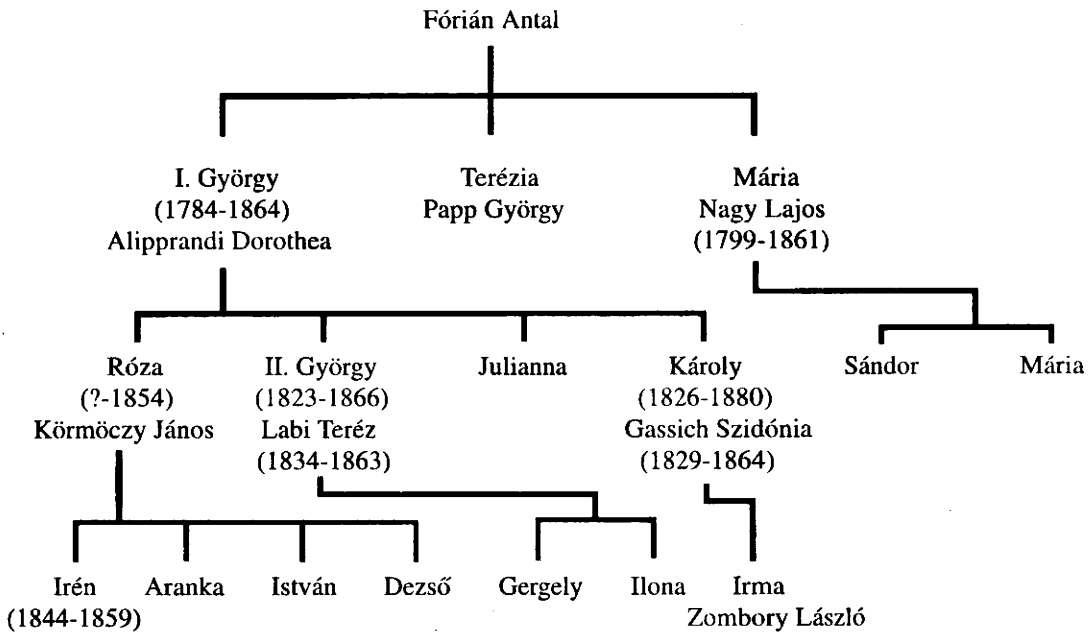 Fórián Antal
I. György
(1784-1864)
Alipprandi Dorothea
Terézia
Papp György
Mária
Nagy Lajos
(1799-1861)
Róza
(?-1854)
Körmöczy János
II. György
(1823-1866)
Labi Teréz
(1834-1863)
Julianna
Károly
(1826-1880)
Gassich Szidónia
(1829-1864)
Sándor
Mária
Irén
(1844-1859)
Aranka
István
Dezső
Gergely
Ilona
Irma
Zombory László